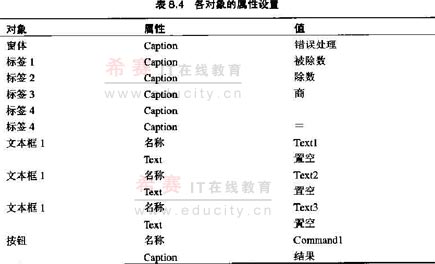 表 8.4 各对象的属性设置
对象 属性 值
窗体 Caption 错误处理
标签 1 Caption 被除数
标签 2 Caption 除数
标签 3 Caption 商
标签 4 Caption
标签 4 Caption =
文本框 1 名称 Text1
Text 置空
文本框 1 名称 Text2
Text 置空
文本框 1 名称 Text3
Text 置空
按钮 名称 Command1
Caption 结果
希赛 IT在线教育
www.educity.cn
希赛 IT在线教育
www.educity.cn